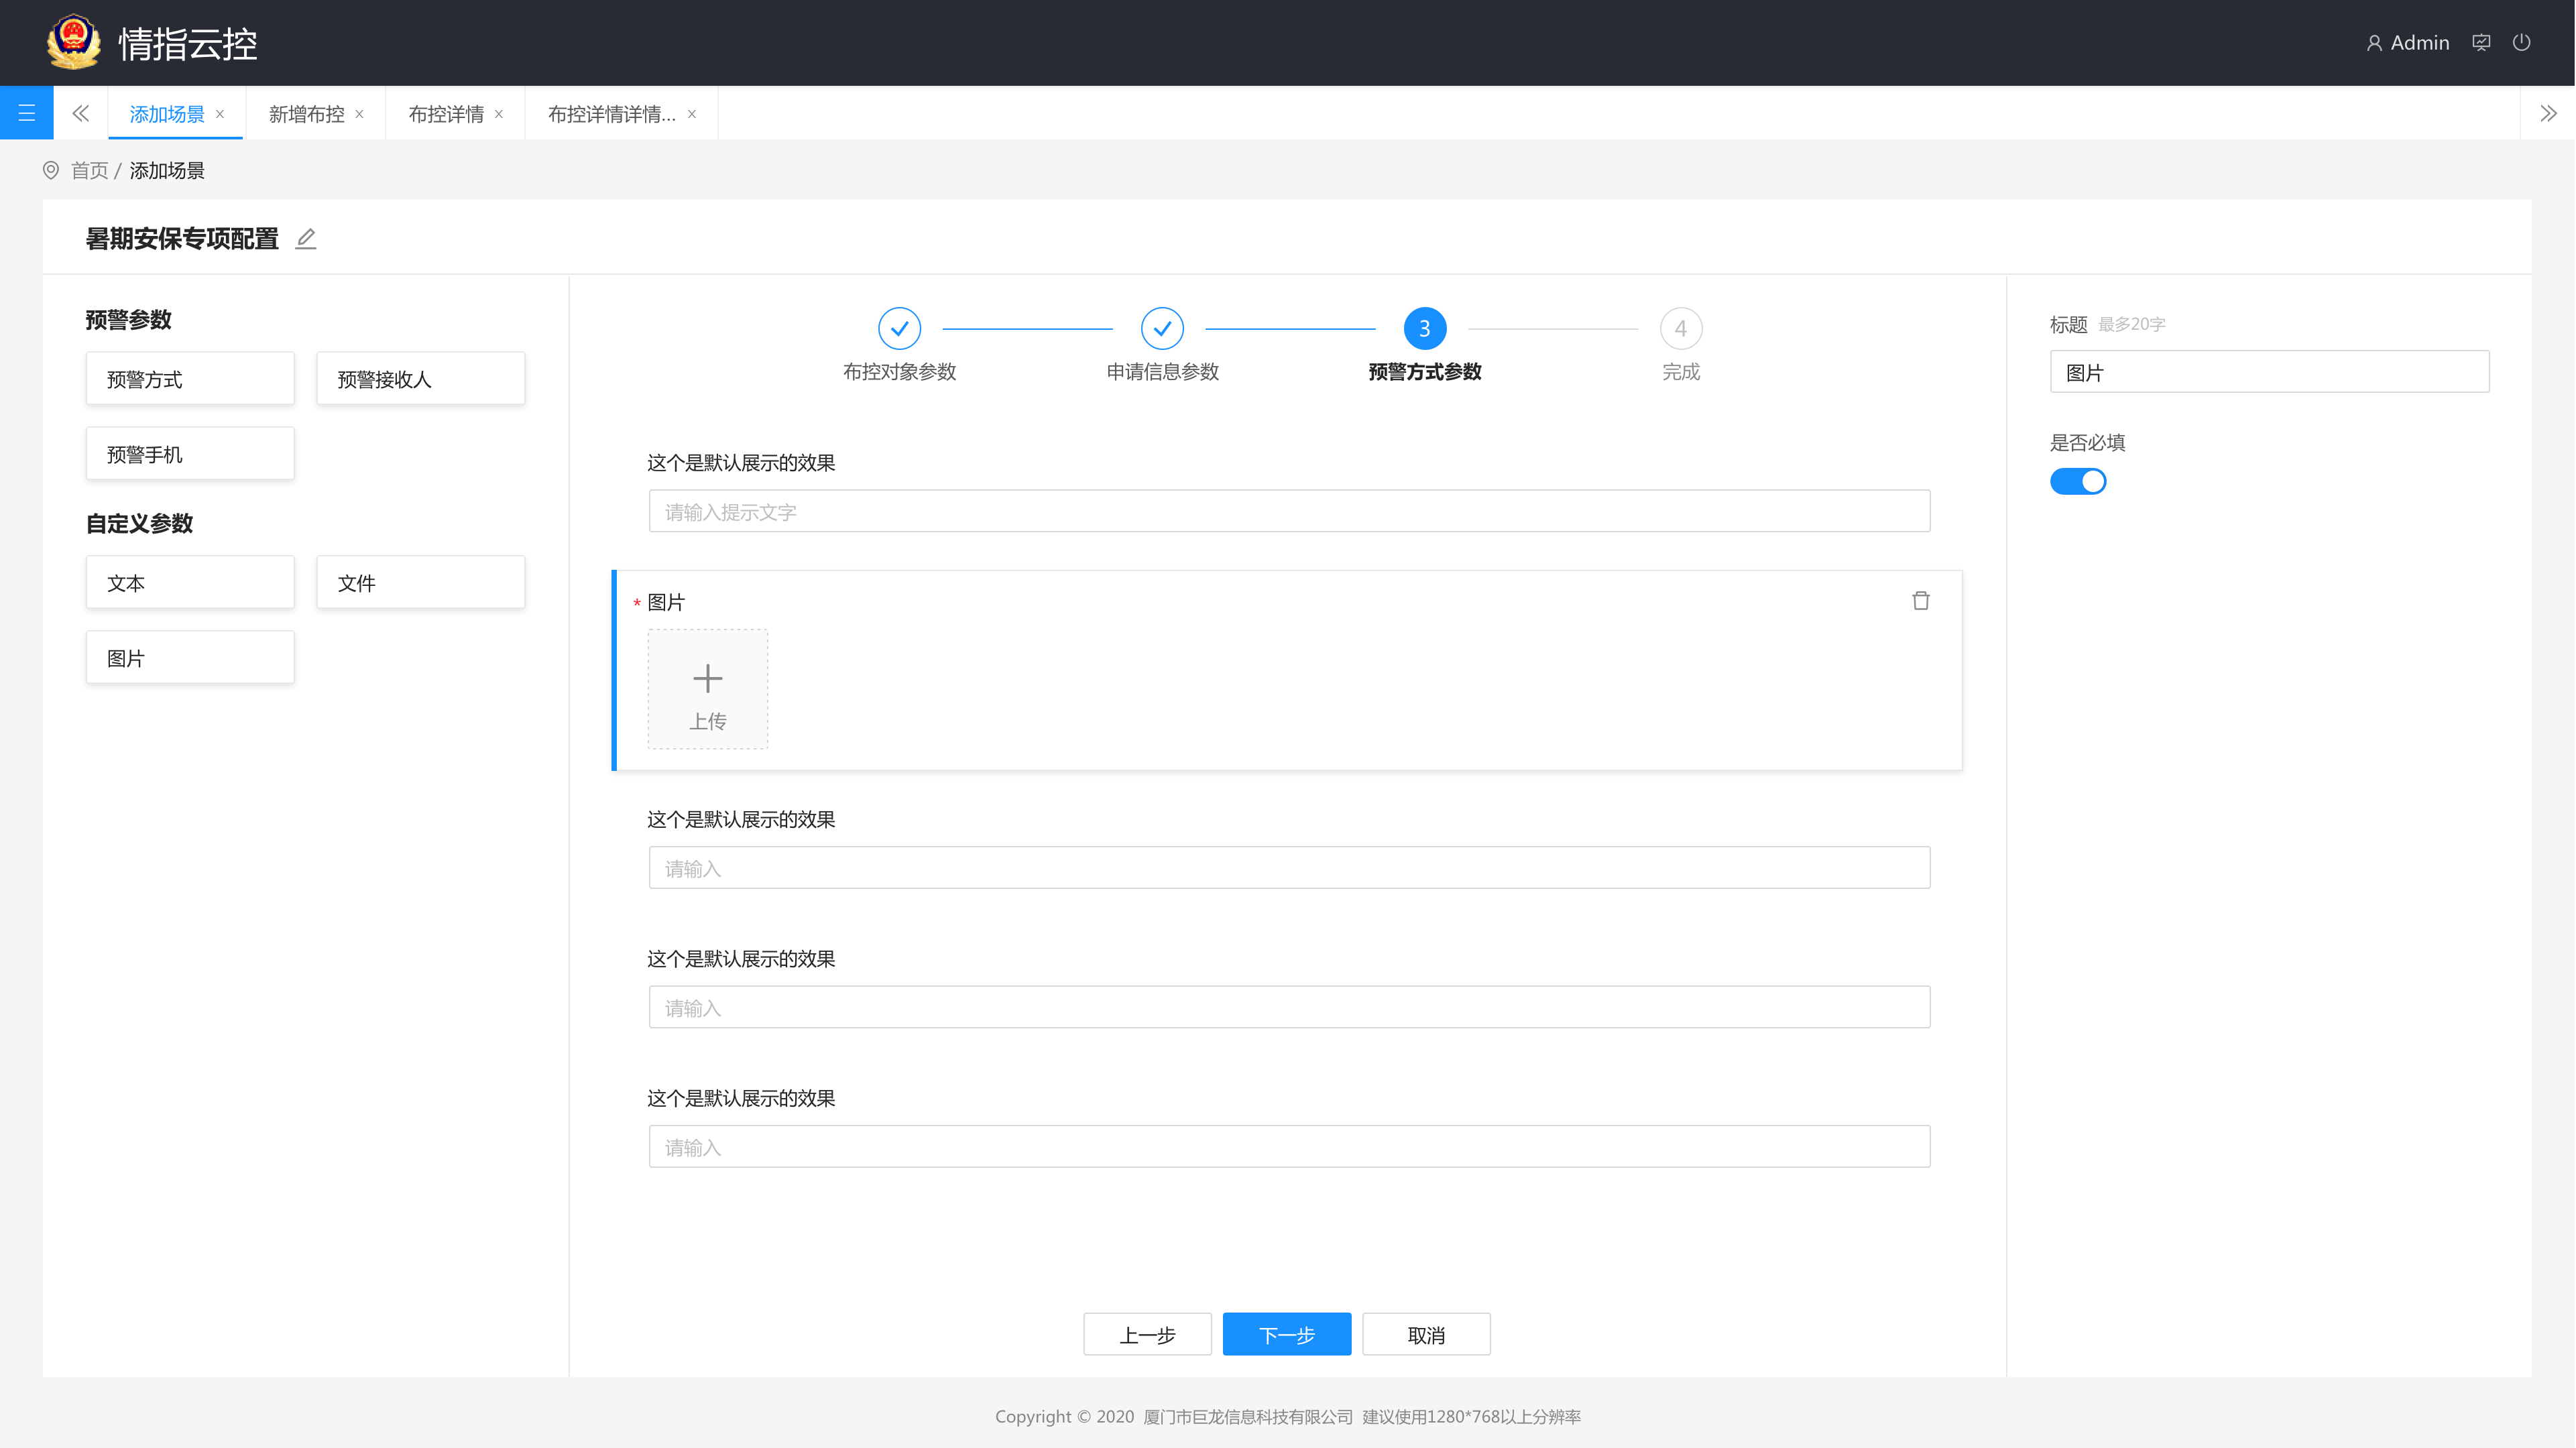 情指云控
Admin
添加场景
新增布控
布控详情
布控详情详情...
首页 / 添加场景
暑期安保专项配置
预警参数
预警方式
预警接收人
预警手机
自定义参数
文本
文件
图片
布控对象参数
申请信息参数
3
预警方式参数
4
完成
这个是默认展示的效果
请输入提示文字
* 图片
上传
这个是默认展示的效果
请输入
这个是默认展示的效果
请输入
这个是默认展示的效果
请输入
上一步
下一步
取消
标题 最多20字
图片
是否必填
Copyright © 2020 厦门市巨龙信息科技有限公司 建议使用1280*768以上分辨率